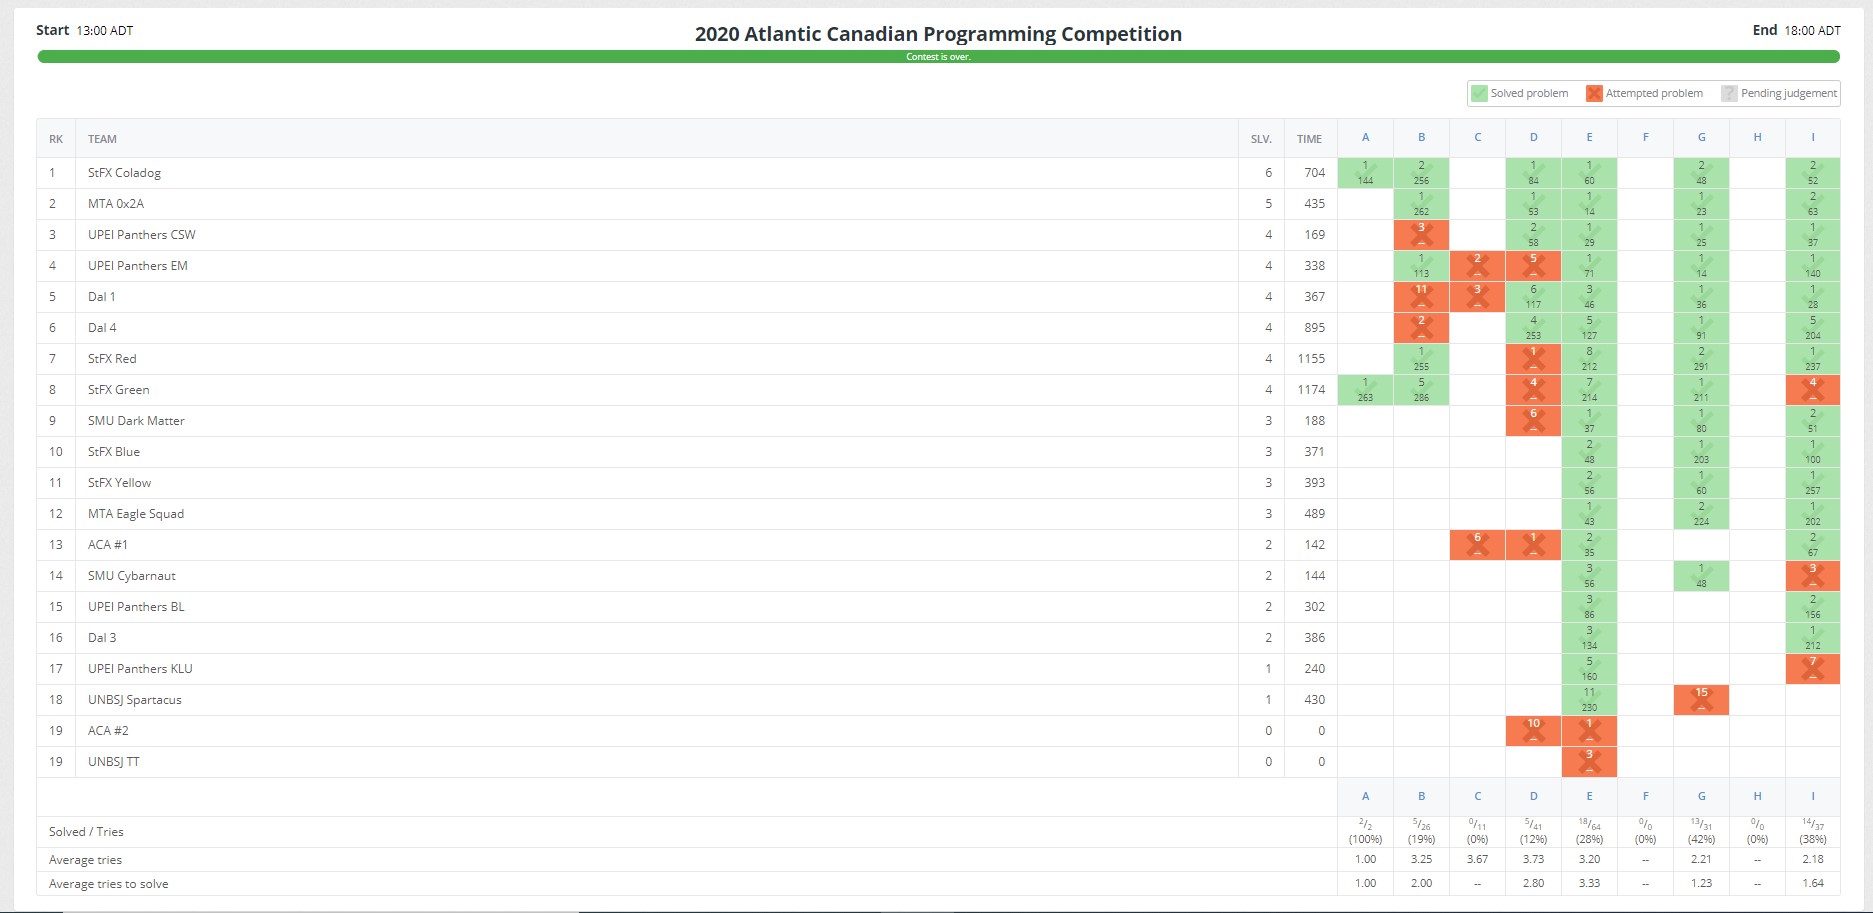 Start 13:00 ADT 2020 Atlantic Canadian Programming Competition End 18:00 ADT
Contest is over.
Solved problem Attempted problem ? Pending judgement
RK TEAM SLV. TIME A B C D E F G H I
1 StFX Coladog 6 704 1 2 1 1 2 2
144 256 84 60 48 52
2 MTA 0x2A 5 435 1 1 1 1 2
262 53 14 23 63
3 UPEI Panthers CSW 4 169 3 2 1 1 1
-- 58 29 25 37
4 UPEI Panthers EM 4 338 1 2 5 1 1 1
113 -- -- 71 14 140
5 Dal 1 4 367 11 3 6 3 1 1
-- -- 117 46 36 28
6 Dal 4 4 895 2 4 5 1 5
-- 253 127 91 204
7 StFX Red 4 1155 1 1 8 2 1
255 -- 212 291 237
8 StFX Green 4 1174 1 5 4 7 1 4
263 286 -- 214 211 --
9 SMU Dark Matter 3 188 6 1 1 2
-- 37 80 51
10 StFX Blue 3 371 2 1 1
48 203 100
11 StFX Yellow 3 393 2 1 1
56 60 257
12 MTA Eagle Squad 3 489 1 2 1
43 224 202
13 ACA #1 2 142 6 1 2 2
-- -- 35 67
14 SMU Cybarnaut 2 144 3 1 3
56 48 --
15 UPEI Panthers BL 2 302 3 2
86 156
16 Dal 3 2 386 3 1
134 212
17 UPEI Panthers KLU 1 240 5 7
160 --
18 UNBSJ Spartacus 1 430 11 15
230 --
19 ACA #2 0 0 10 1
-- --
19 UNBSJ TT 0 0 3
--
A B C D E F G H I
Solved / Tries 2/2 5/26 0/11 5/41 18/64 0/0 13/31 0/0 14/37
(100%) (19%) (0%) (12%) (28%) (0%) (42%) (0%) (38%)
Average tries 1.00 3.25 3.67 3.73 3.20 -- 2.21 -- 2.18
Average tries to solve 1.00 2.00 -- 2.80 3.33 -- 1.23 -- 1.64